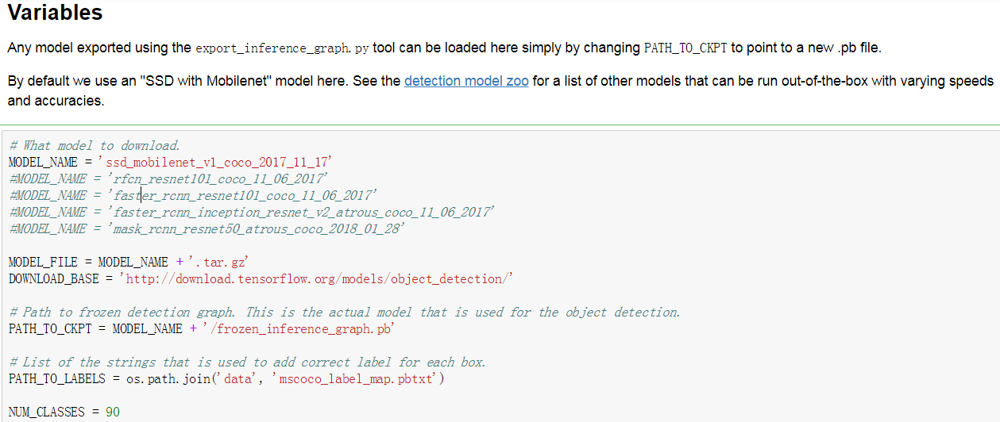 Variables
Any model exported using the export_inference_graph.py tool can be loaded here simply by changing PATH_TO_CKPT to point to a new .pb file.
By default we use an "SSD with Mobilenet" model here. See the detection model zoo for a list of other models that can be run out-of-the-box with varying speeds
and accuracies.
# What model to download.
MODEL_NAME = 'ssd_mobilenet_v1_coco_2017_11_17'
#MODEL_NAME = 'rfcn_resnet101_coco_11_06_2017'
#MODEL_NAME = 'faster_rcnn_resnet101_coco_11_06_2017'
#MODEL_NAME = 'faster_rcnn_inception_resnet_v2_atrous_coco_11_06_2017'
#MODEL_NAME = 'mask_rcnn_resnet50_atrous_coco_2018_01_28'
MODEL_FILE = MODEL_NAME + '.tar.gz'
DOWNLOAD_BASE = 'http://download.tensorflow.org/models/object_detection/'
# Path to frozen detection graph. This is the actual model that is used for the object detection.
PATH_TO_CKPT = MODEL_NAME + '/frozen_inference_graph.pb'
# List of the strings that is used to add correct label for each box.
PATH_TO_LABELS = os.path.join('data', 'mscoco_label_map.pbtxt')
NUM_CLASSES = 90